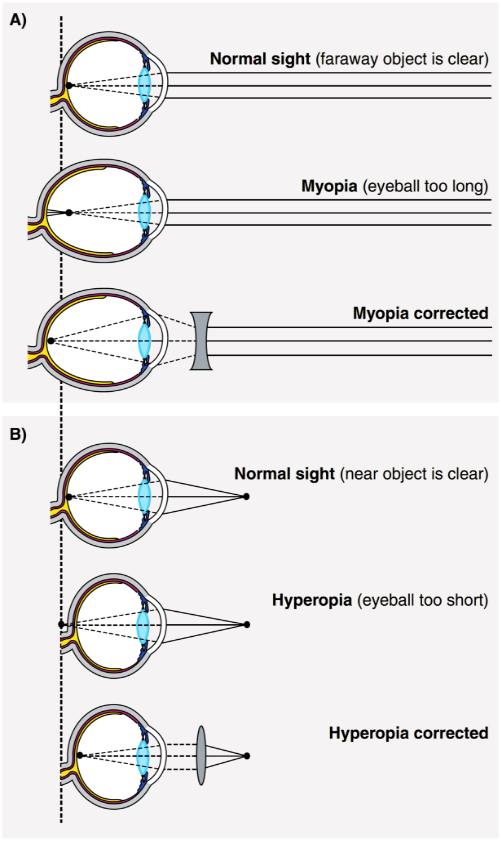 A)
Normal sight (faraway object is clear)
Myopia (eyeball too long)
Myopia corrected
B)
Normal sight (near object is clear)
Hyperopia (eyeball too short)
Hyperopia corrected